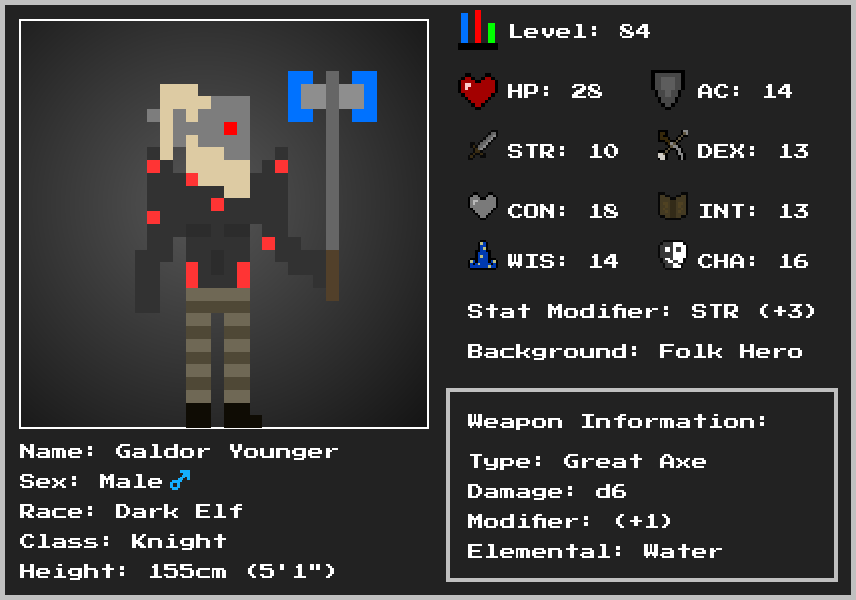 Level: 84
HP: 28
AC: 14
STR: 10
DEX: 13
CON: 18
INT: 13
WIS: 14
CHA: 16
Stat Modifier: STR (+3)
Background: Folk Hero
Name: Galdor Younger
Sex: Male♂
Race: Dark Elf
Class: Knight
Height: 155cm (5'1")
Weapon Information:
Type: Great Axe
Damage: d6
Modifier: (+1)
Elemental: Water